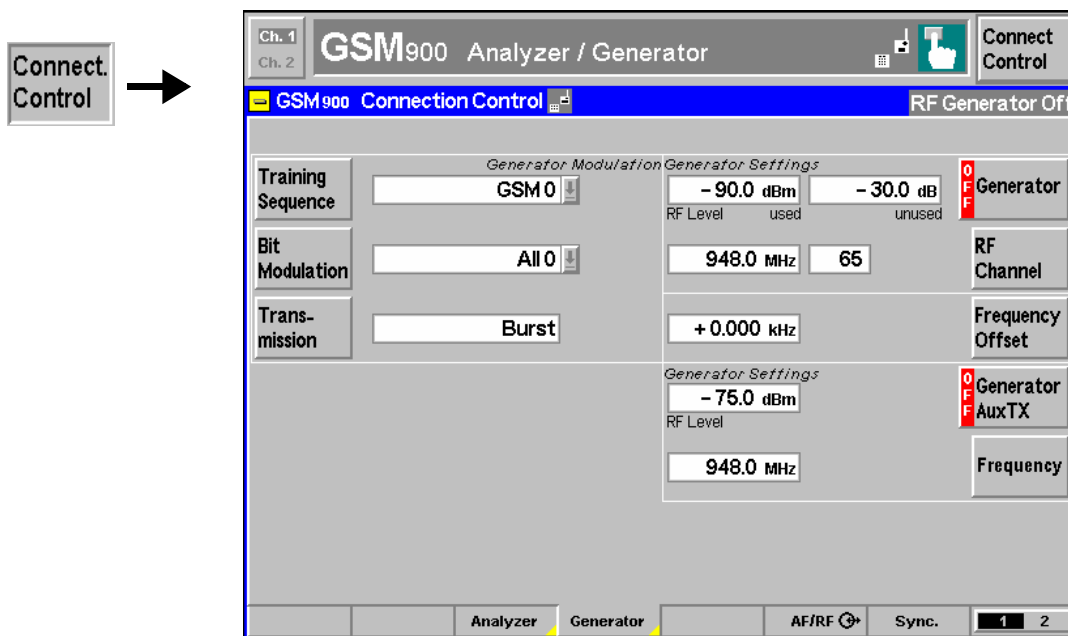 Connect.
Control
Ch. 1
Ch. 2
GSM900 Analyzer / Generator
Connect
Control
GSM900 Connection Control
RF Generator Off
Generator Modulation
Generator Settings
Training
Sequence
GSM 0
- 90.0 dBm
- 30.0 dB
RF Level used
unused
OFF
Generator
Bit
Modulation
All 0
948.0 MHz
65
RF
Channel
Trans-
mission
Burst
+ 0.000 kHz
Frequency
Offset
Generator Settings
- 75.0 dBm
RF Level
OFF
Generator
AuxTX
948.0 MHz
Frequency
Analyzer
Generator
AF/RF
Sync.
1 2